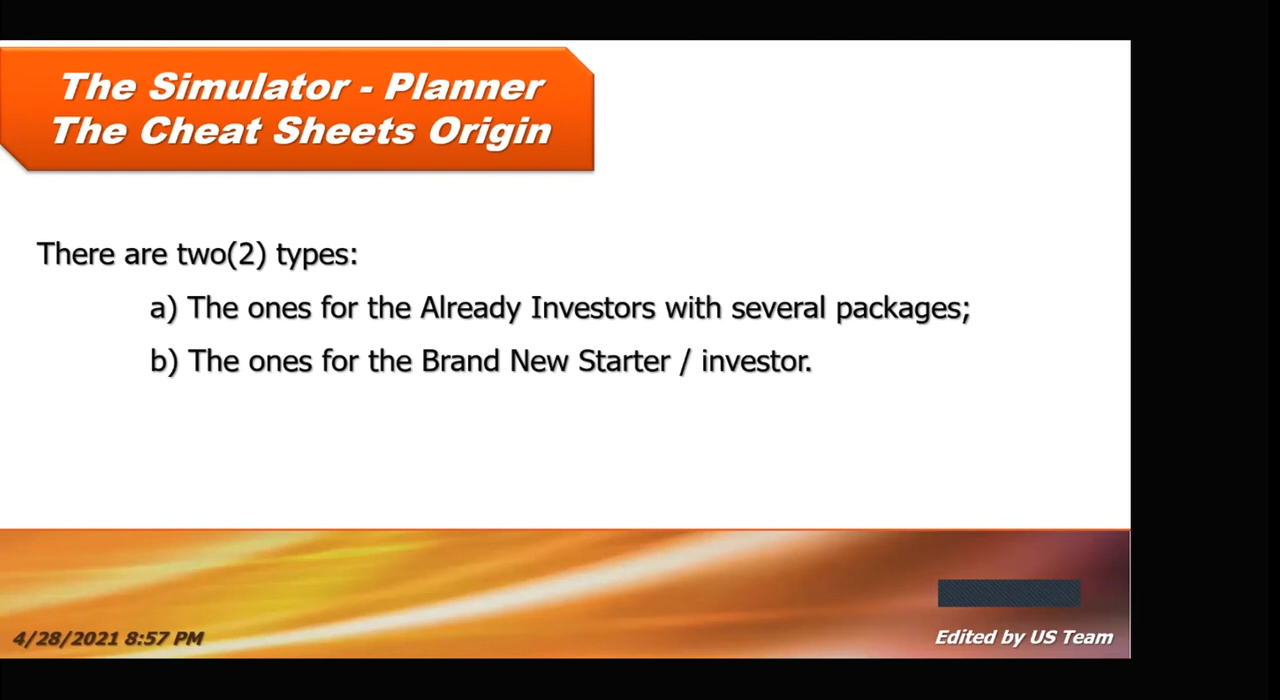 The Simulator - Planner
The Cheat Sheets Origin
There are two(2) types:
a) The ones for the Already Investors with several packages;
b) The ones for the Brand New Starter / investor.
4/28/2021 8:57 PM
Edited by US Team